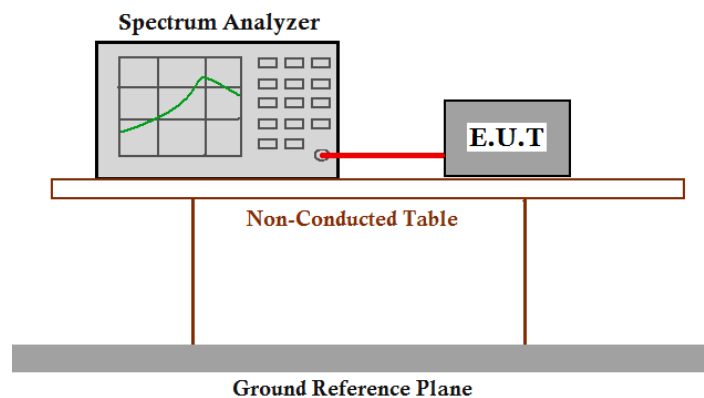 Spectrum Analyzer
E.U.T
Non-Conducted Table
Ground Reference Plane